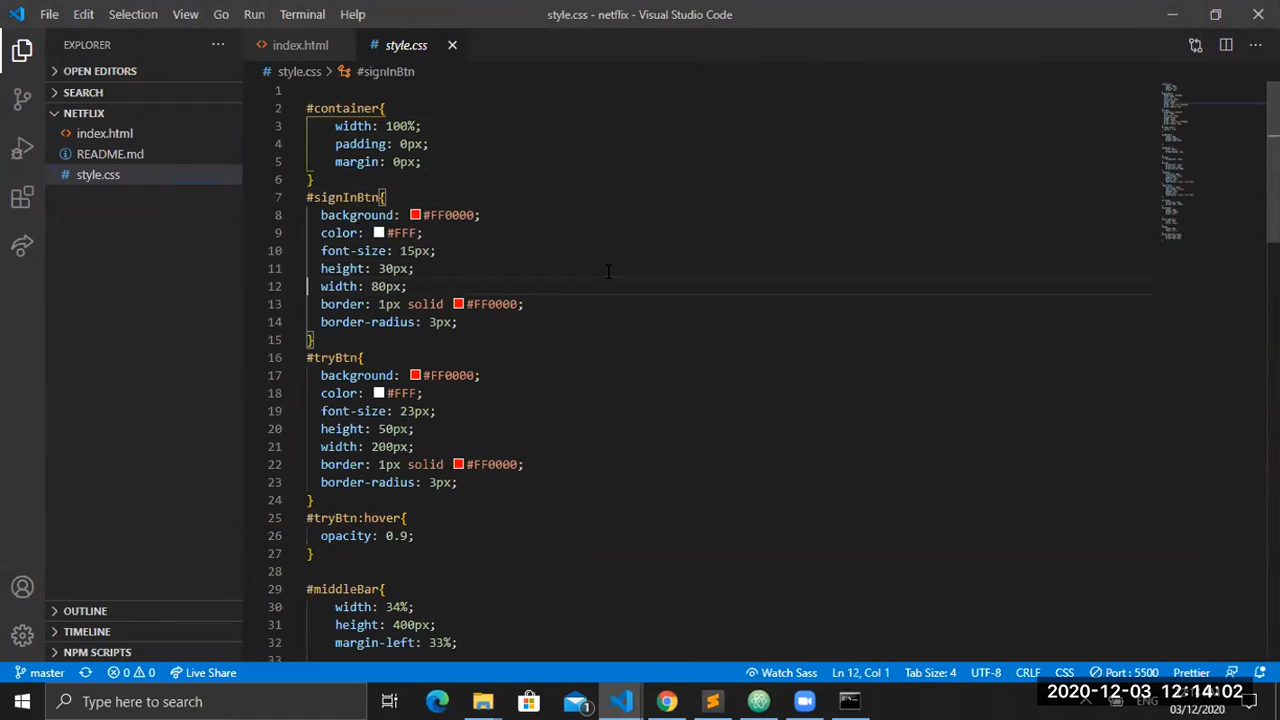 File Edit Selection View Go Run Terminal Help
style.css - netflix - Visual Studio Code
EXPLORER
OPEN EDITORS
SEARCH
NETFLIX
index.html
README.md
style.css
OUTLINE
TIMELINE
NPM SCRIPTS
index.html
style.css
style.css > #signInBtn
1
2 #container{
3 width: 100%;
4 padding: 0px;
5 margin: 0px;
6 }
7 #signInBtn{
8 background: #FF0000;
9 color: #FFF;
10 font-size: 15px;
11 height: 30px;
12 width: 80px;
13 border: 1px solid #FF0000;
14 border-radius: 3px;
15 }
16 #tryBtn{
17 background: #FF0000;
18 color: #FFF;
19 font-size: 23px;
20 height: 50px;
21 width: 200px;
22 border: 1px solid #FF0000;
23 border-radius: 3px;
24 }
25 #tryBtn:hover{
26 opacity: 0.9;
27 }
28
29 #middleBar{
30 width: 34%;
31 height: 400px;
32 margin-left: 33%;
33
master 0 0 Live Share
Watch Sass Ln 12, Col 1 Tab Size: 4 UTF-8 CRLF CSS Port : 5500 Prettier
Type here to search
1
2020-12-03 12:14:02
ENG
03/12/2020